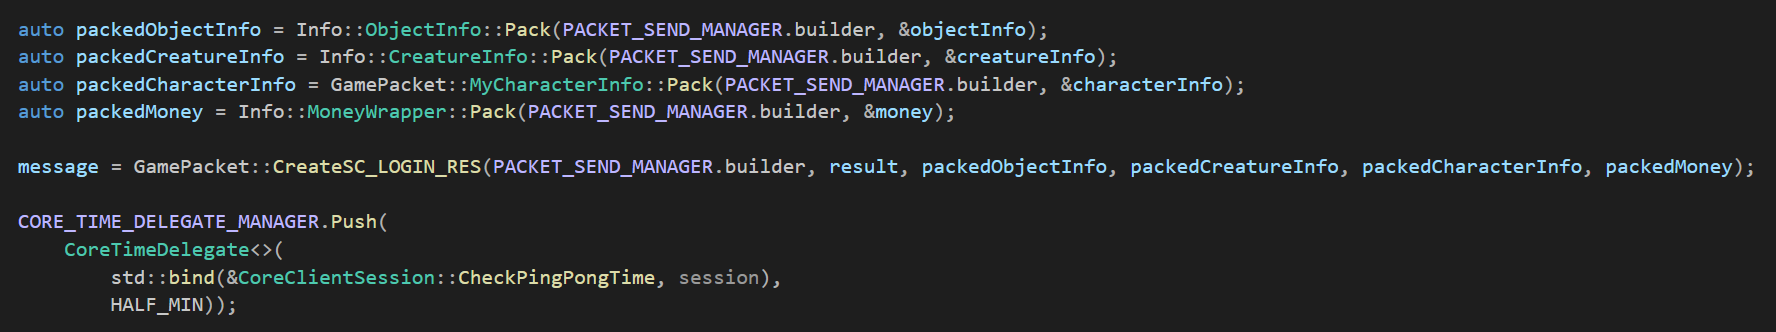 auto packedObjectInfo = Info::ObjectInfo::Pack(PACKET_SEND_MANAGER.builder, &objectInfo);
auto packedCreatureInfo = Info::CreatureInfo::Pack(PACKET_SEND_MANAGER.builder, &creatureInfo);
auto packedCharacterInfo = GamePacket::MyCharacterInfo::Pack(PACKET_SEND_MANAGER.builder, &characterInfo);
auto packedMoney = Info::MoneyWrapper::Pack(PACKET_SEND_MANAGER.builder, &money);
message = GamePacket::CreateSC_LOGIN_RES(PACKET_SEND_MANAGER.builder, result, packedObjectInfo, packedCreatureInfo, packedCharacterInfo, packedMoney);
CORE_TIME_DELEGATE_MANAGER.Push(
    CoreTimeDelegate<>(
        std::bind(&CoreClientSession::CheckPingPongTime, session),
        HALF_MIN));